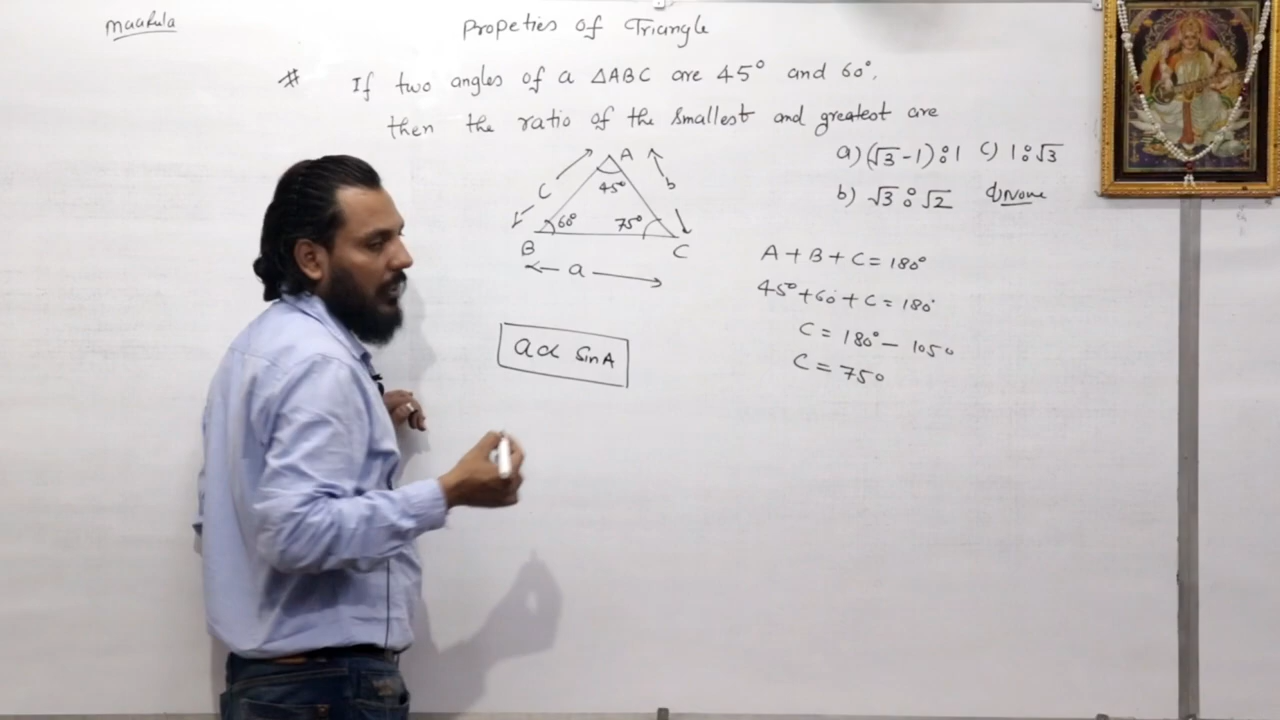 maarula
Propeties of Triangle
# If two angles of a △ABC are 45° and 60°.
then the ratio of the smallest and greatest are
a) (√3-1):1 c) 1:√3
b) √3:√2 d) None
A
45°
c
b
60°
75°
B
C
a
A+B+C=180°
45°+60+C=180°
C=180°-105°
C=75°
a∝ sinA